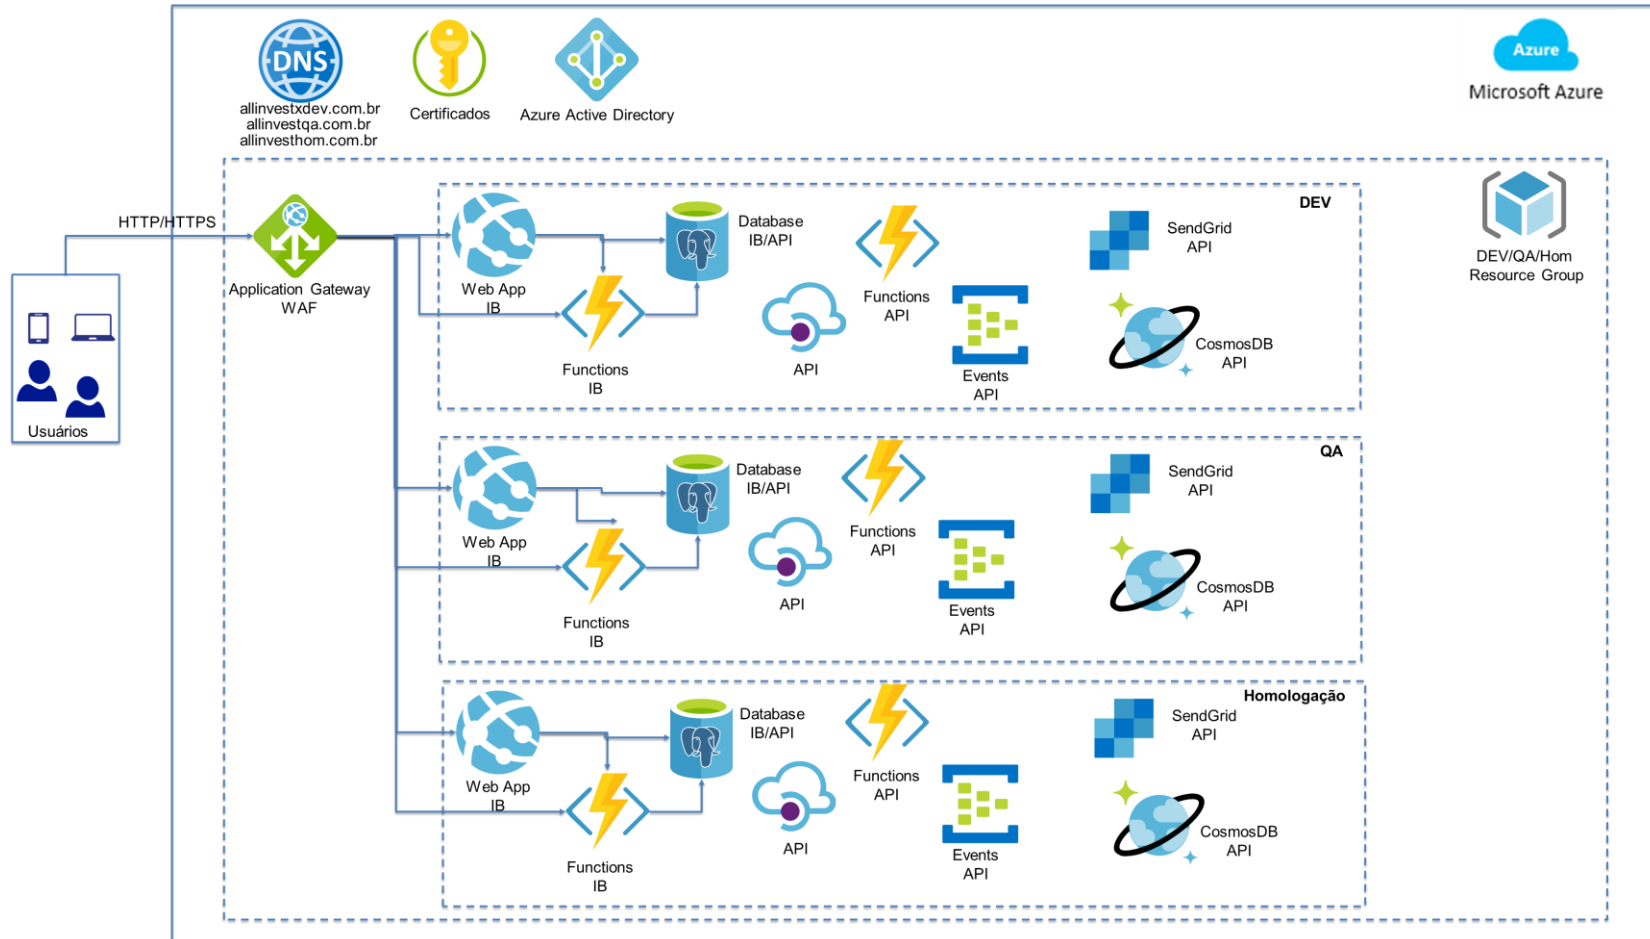 DNS
allinvestxdev.com.br
allinvestqa.com.br
allinvesthom.com.br
Certificados
Azure Active Directory
Azure
Microsoft Azure
HTTP/HTTPS
Application Gateway
WAF
Usuários
DEV/QA/Hom
Resource Group
DEV
Web App
IB
Functions
IB
Database
IB/API
API
Functions
API
Events
API
SendGrid
API
CosmosDB
API
QA
Web App
IB
Functions
IB
Database
IB/API
API
Functions
API
Events
API
SendGrid
API
CosmosDB
API
Homologação
Web App
IB
Functions
IB
Database
IB/API
API
Functions
API
Events
API
SendGrid
API
CosmosDB
API